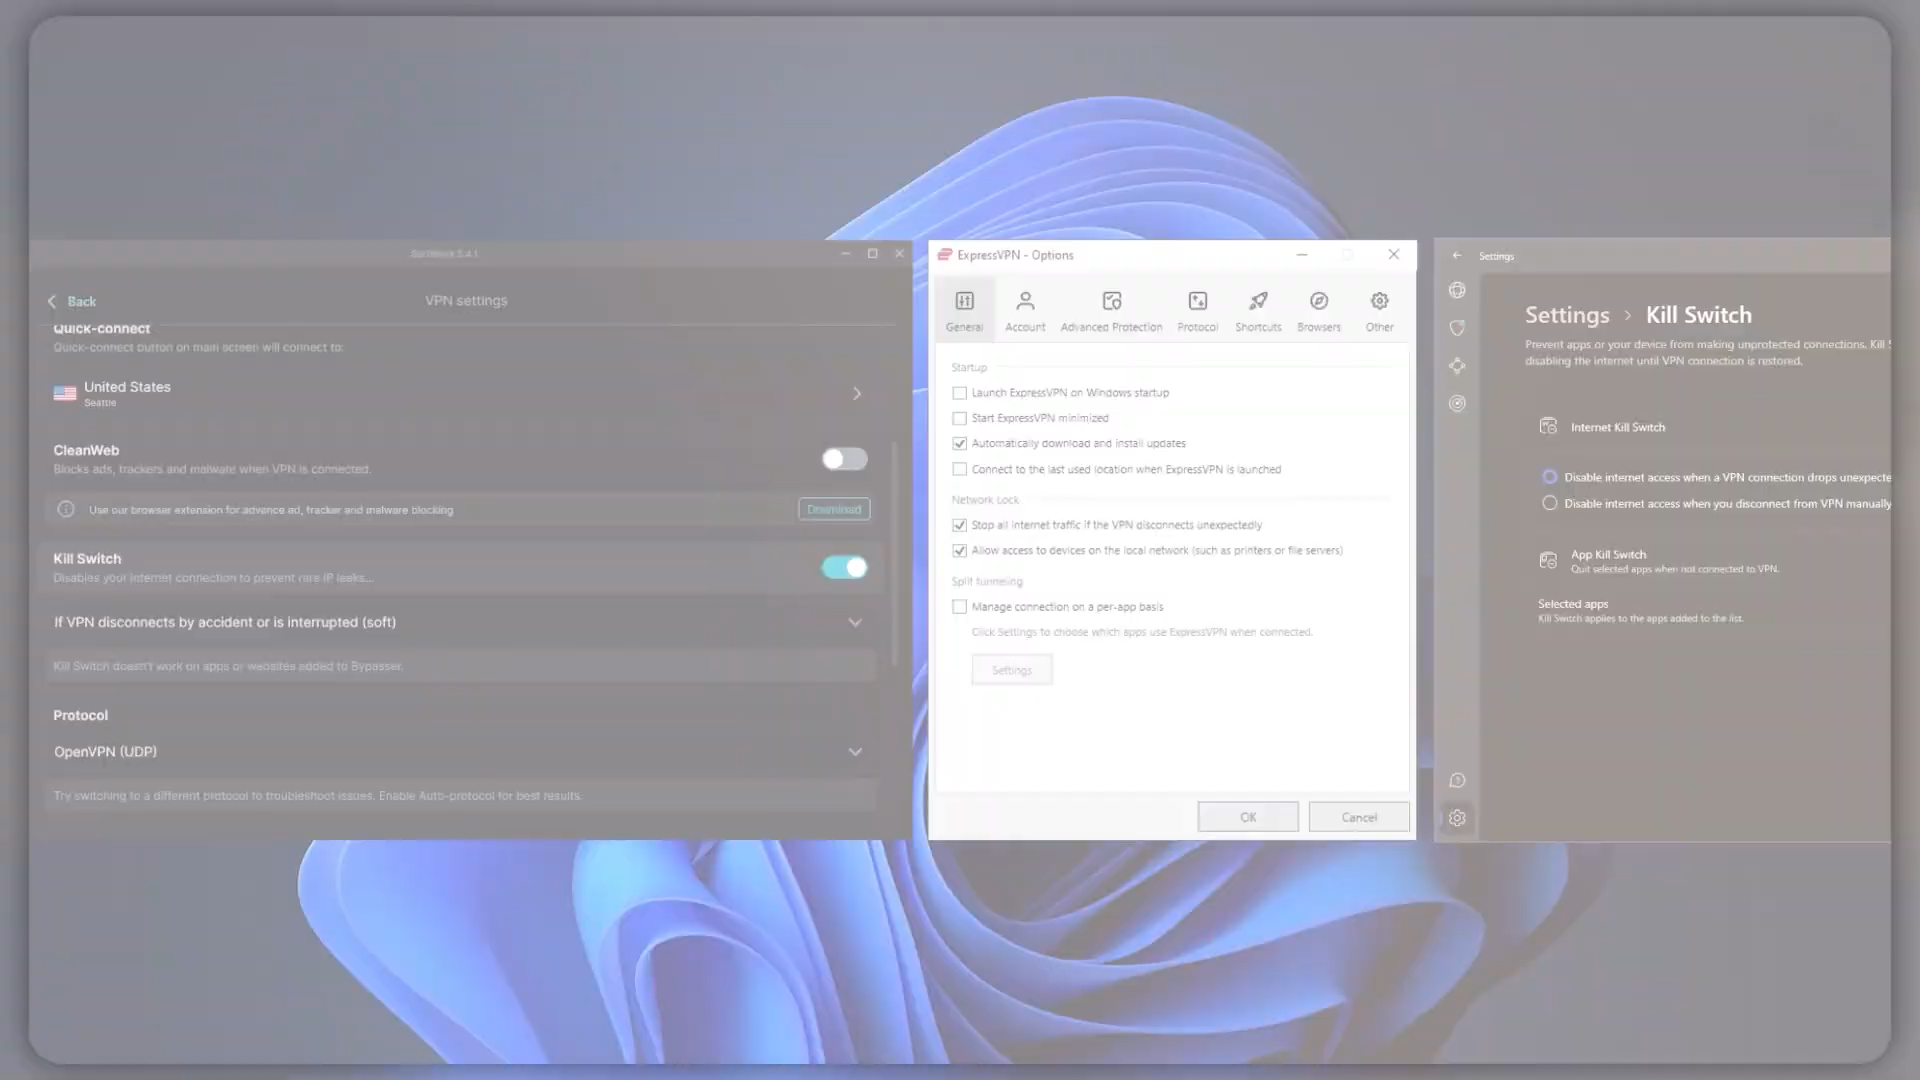 Surfshark 5.4.1
Back
VPN settings
Quick-connect
Quick-connect button on main screen will connect to:
United States
Seattle
CleanWeb
Blocks ads, trackers and malware when VPN is connected.
Use our browser extension for advance ad, tracker and malware blocking
Download
Kill Switch
Disables your internet connection to prevent rare IP leaks...
If VPN disconnects by accident or is interrupted (soft)
Kill Switch doesn't work on apps or websites added to Bypasser.
Protocol
OpenVPN (UDP)
Try switching to a different protocol to troubleshoot issues. Enable Auto-protocol for best results.
ExpressVPN - Options
General
Account
Advanced Protection
Protocol
Shortcuts
Browsers
Other
Startup
Launch ExpressVPN on Windows startup
Start ExpressVPN minimized
Automatically download and install updates
Connect to the last used location when ExpressVPN is launched
Network Lock
Stop all internet traffic if the VPN disconnects unexpectedly
Allow access to devices on the local network (such as printers or file servers)
Split tunneling
Manage connection on a per-app basis
Click Settings to choose which apps use ExpressVPN when connected.
Settings
OK
Cancel
Settings
Settings > Kill Switch
Prevent apps or your device from making unprotected connections. Kill
disabling the internet until VPN connection is restored.
Internet Kill Switch
Disable internet access when a VPN connection drops unexpecte
Disable internet access when you disconnect from VPN manually
App Kill Switch
Quit selected apps when not connected to VPN.
Selected apps
Kill Switch applies to the apps added to the list.